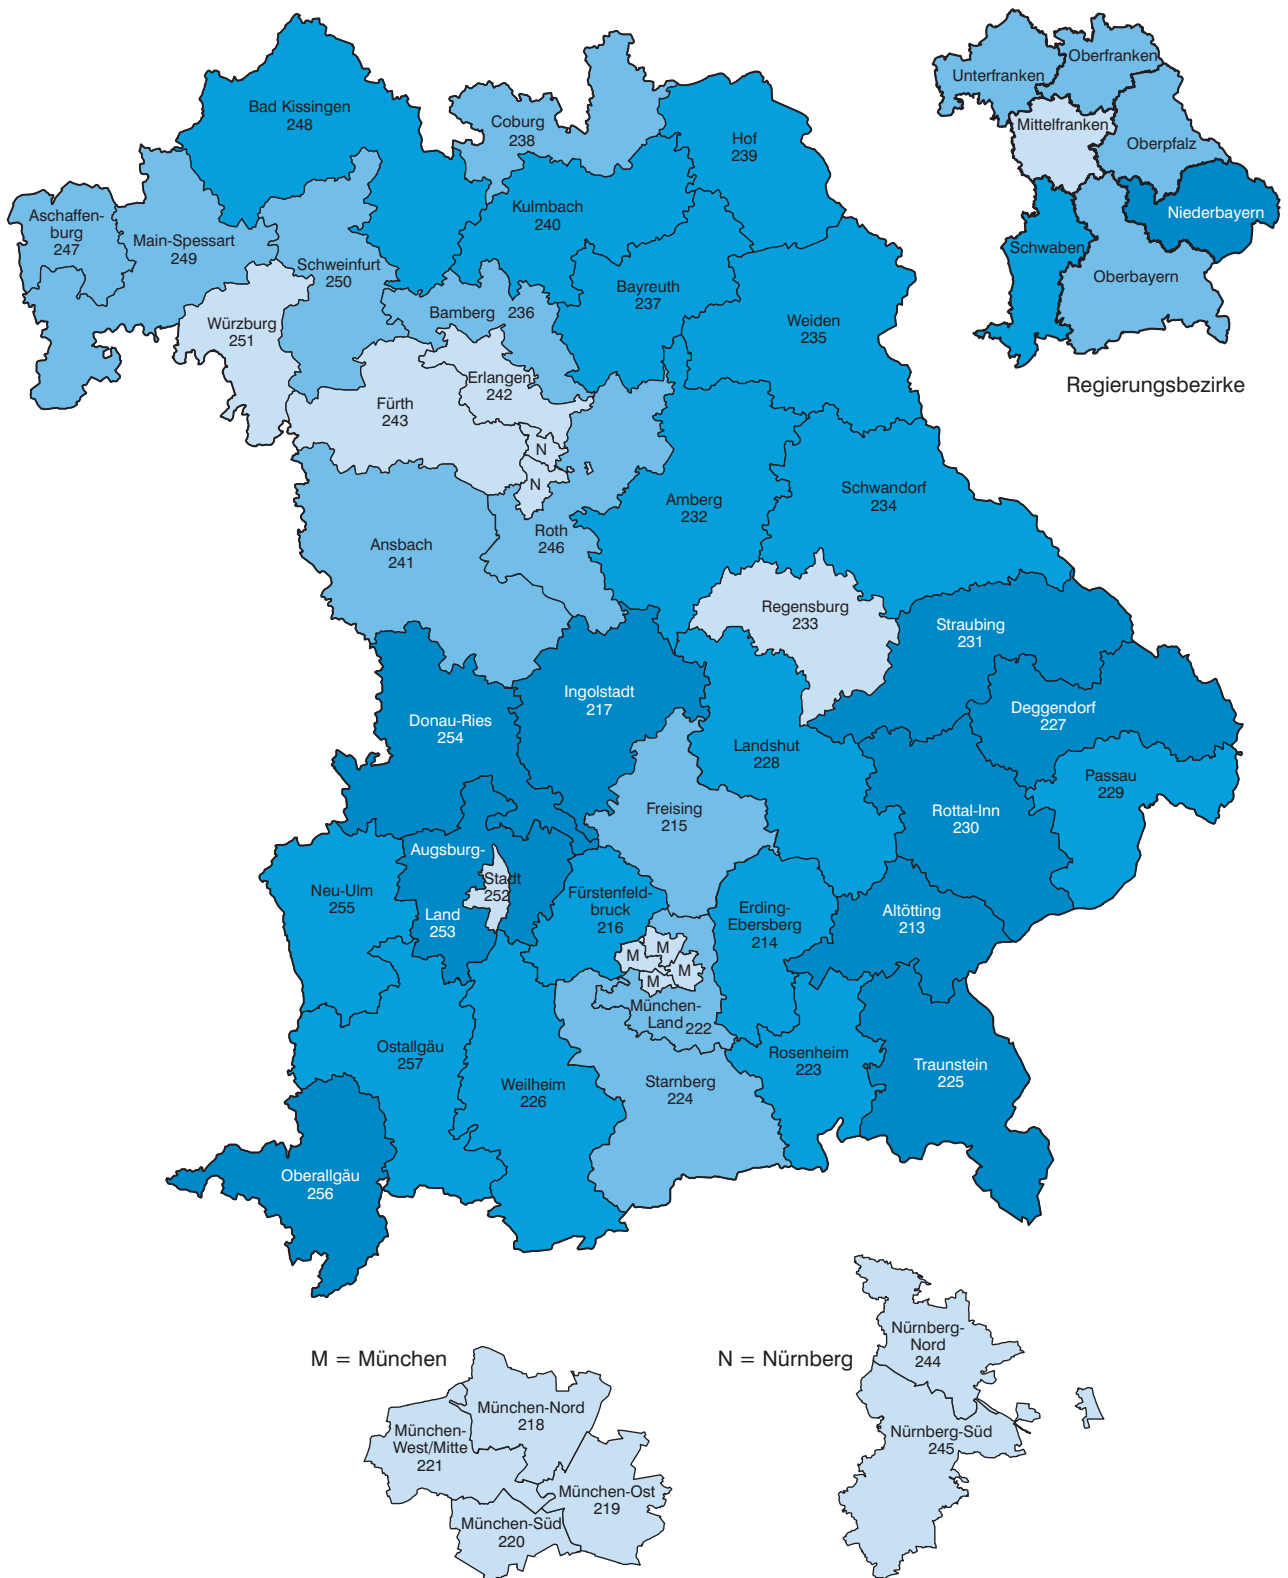 Bad Kissingen
248
Coburg
238
Hof
239
Aschaffen-
burg
247
Main-Spessart
249
Schweinfurt
250
Kulmbach
240
Bayreuth
237
Würzburg
251
Bamberg 236
Weiden
235
Erlangen
242
Fürth
243
N
N
Amberg
232
Schwandorf
234
Ansbach
241
Roth
246
Regensburg
233
Straubing
231
Ingolstadt
217
Donau-Ries
254
Deggendorf
227
Landshut
228
Passau
229
Freising
215
Rottal-Inn
230
Augsburg-
Stadt
252
Land
253
Neu-Ulm
255
Fürstenfeld-
bruck
216
Erding-
Ebersberg
214
Altötting
213
M
M
M
M
München-
Land 222
Ostallgäu
257
Weilheim
226
Starnberg
224
Rosenheim
223
Traunstein
225
Oberallgäu
256
Unterfranken
Oberfranken
Mittelfranken
Oberpfalz
Niederbayern
Schwaben
Oberbayern
Regierungsbezirke
M = München
München-Nord
218
München-
West/Mitte
221
München-Ost
219
München-Süd
220
N = Nürnberg
Nürnberg-
Nord
244
Nürnberg-Süd
245